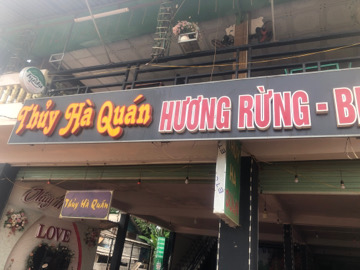 Thủy Hà Quán HƯƠNG RỪNG - B
Thủy Hà Quán
LOVE